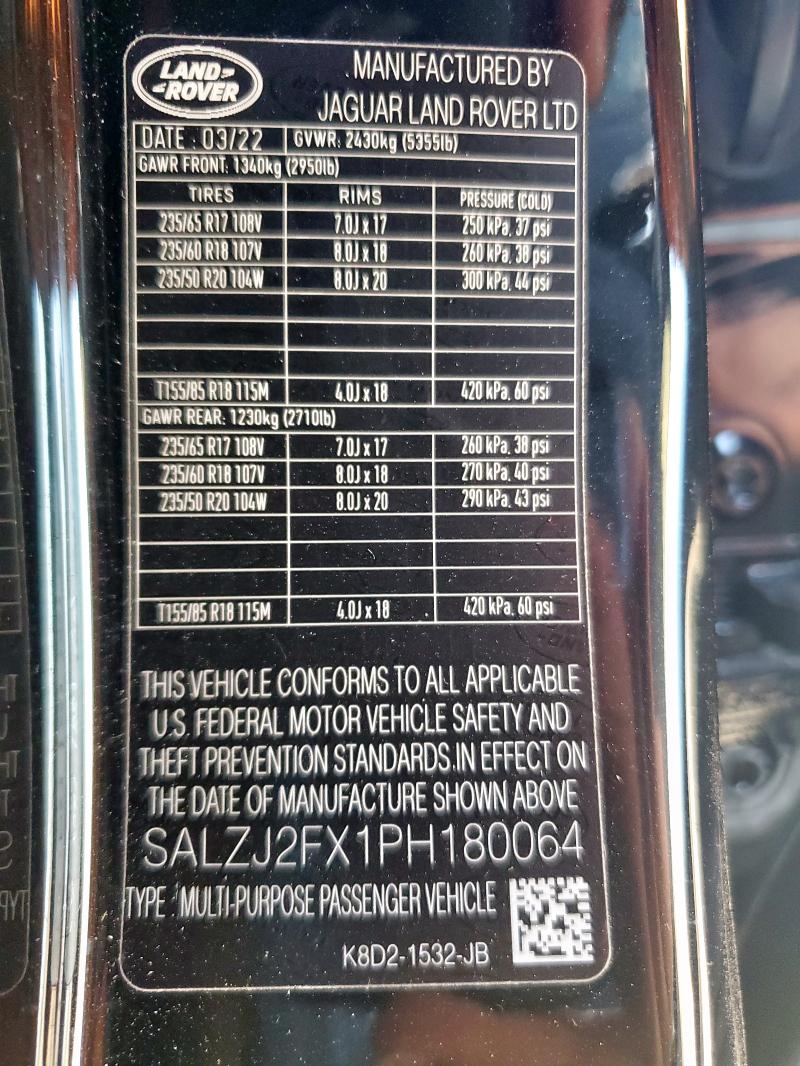 LAND-
-ROVER
MANUFACTURED BY
JAGUAR LAND ROVER LTD
DATE : 03/22 GVWR: 2430kg (5355lb)
GAWR FRONT: 1340kg (2950lb)
TIRES RIMS PRESSURE (COLD)
235/65 R17 108V 7.0J x 17 250 kPa, 37 psi
235/60 R18 107V 8.0J x 18 260 kPa, 38 psi
235/50 R20 104W 8.0J x 20 300 kPa, 44 psi
T155/85 R18 115M 4.0J x 18 420 kPa, 60 psi
GAWR REAR: 1230kg (2710lb)
235/65 R17 108V 7.0J x 17 260 kPa, 38 psi
235/60 R18 107V 8.0J x 18 270 kPa, 40 psi
235/50 R20 104W 8.0J x 20 290 kPa, 43 psi
T155/85 R18 115M 4.0J x 18 420 kPa, 60 psi
THIS VEHICLE CONFORMS TO ALL APPLICABLE
U.S. FEDERAL MOTOR VEHICLE SAFETY AND
THEFT PREVENTION STANDARDS.IN EFFECT ON
THE DATE OF MANUFACTURE SHOWN ABOVE
SALZJ2FX1PH180064
TYPE : MULTI-PURPOSE PASSENGER VEHICLE
K8D2-1532-JB